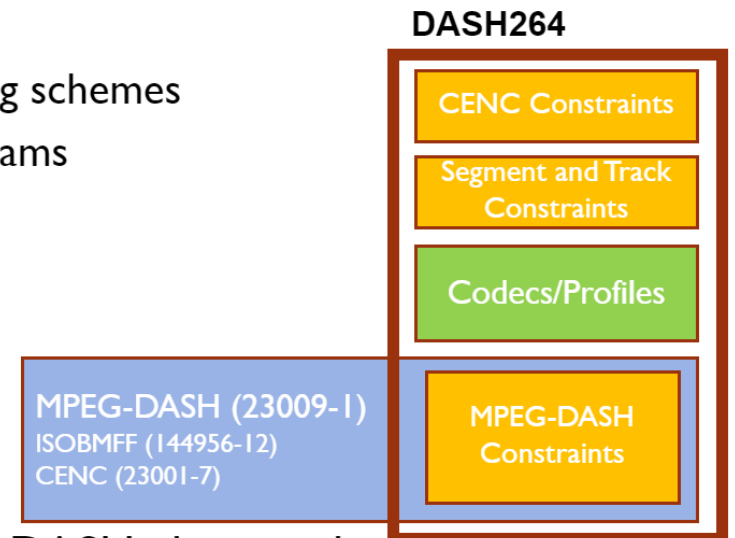 DASH264
g schemes
ams
CENC Constraints
Segment and Track
Constraints
Codecs/Profiles
MPEG-DASH (23009-1)
ISOBMFF (144956-12)
CENC (23001-7)
MPEG-DASH
Constraints